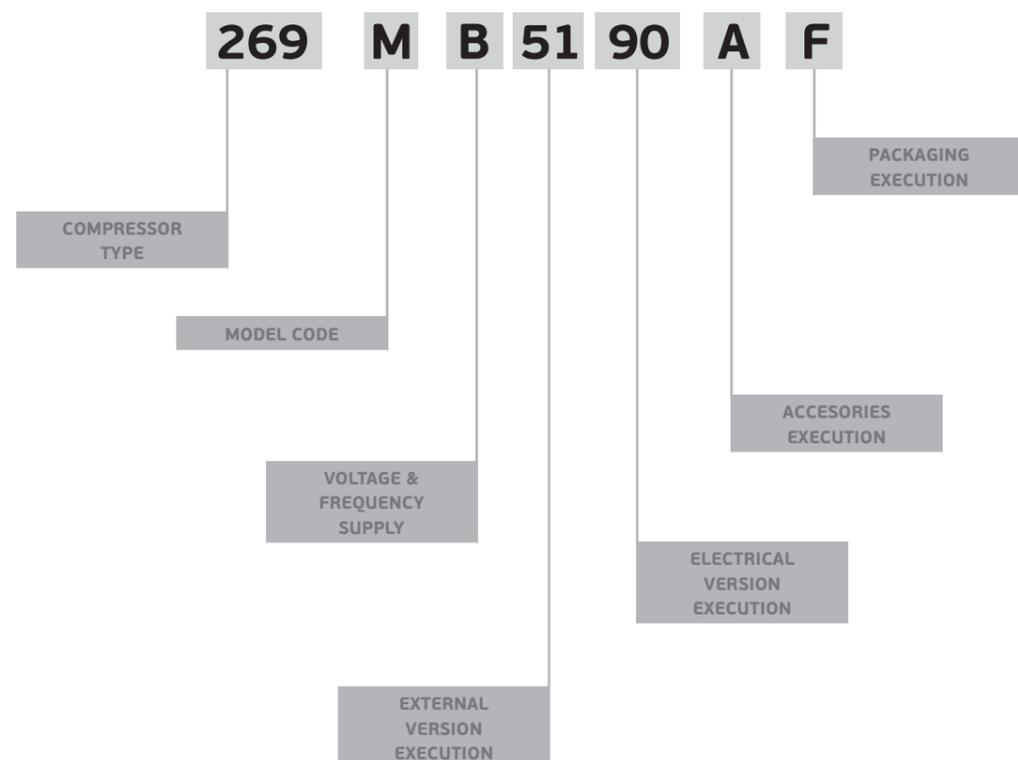 269 M B 51 90 A F
PACKAGING
EXECUTION
COMPRESSOR
TYPE
MODEL CODE
ACCESORIES
EXECUTION
VOLTAGE &
FREQUENCY
SUPPLY
ELECTRICAL
VERSION
EXECUTION
EXTERNAL
VERSION
EXECUTION